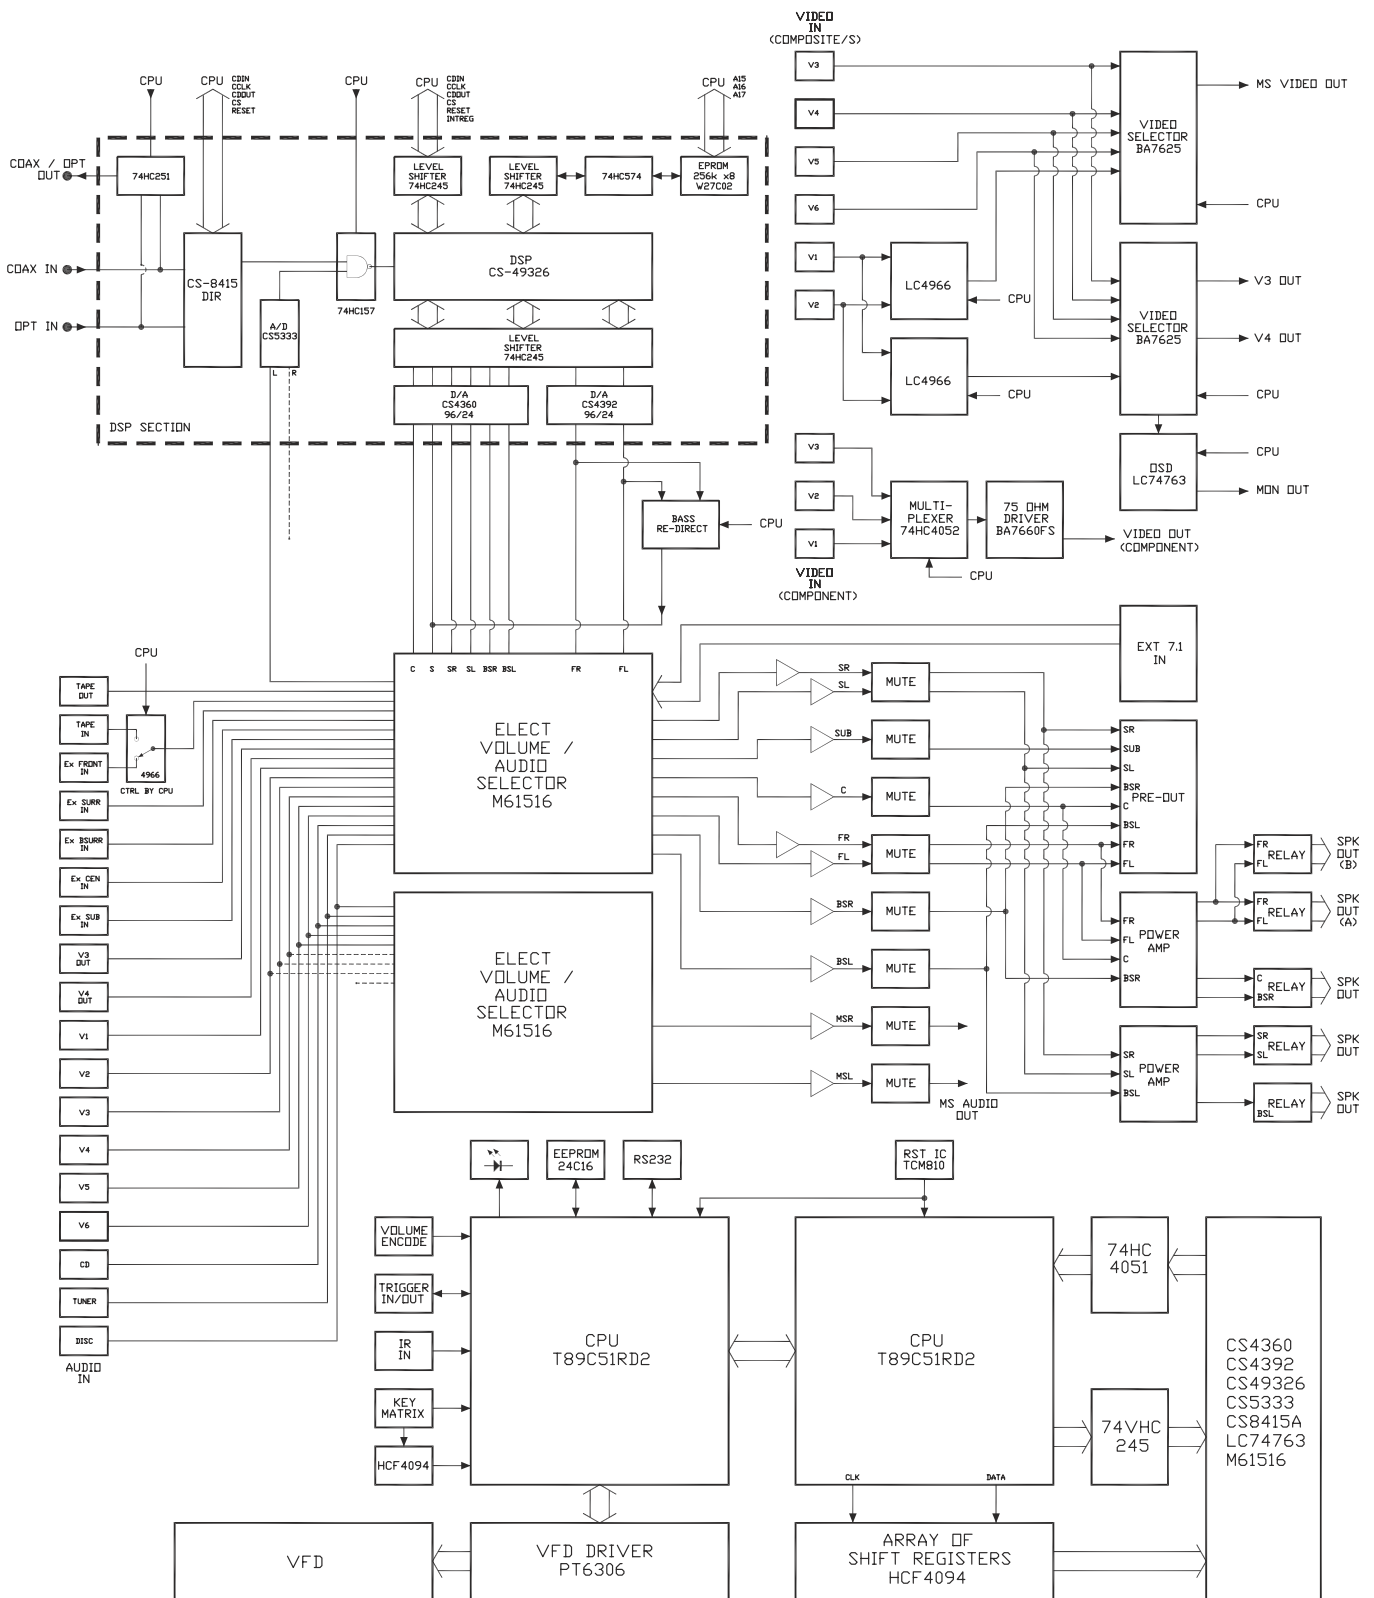 VIDEO
IN
(COMPOSITE/S)
CPU
CPU
CDIN
CCLK
CDOUT
CS
RESET
CPU
CPU
CDIN
CCLK
CDOUT
CS
RESET
INTREG
CPU
A15
A16
A17
V3
V4
V5
V6
V1
V2
VIDEO
SELECTOR
BA7625
MS VIDEO OUT
CPU
COAX / OPT
OUT
74HC251
LEVEL
SHIFTER
74HC245
LEVEL
SHIFTER
74HC245
74HC574
EPROM
256k x8
W27C02
COAX IN
OPT IN
CS-8415
DIR
A/D
CS5333
L
R
74HC157
DSP
CS-49326
LEVEL
SHIFTER
74HC245
D/A
CS4360
96/24
D/A
CS4392
96/24
DSP SECTION
LC4966
CPU
LC4966
CPU
VIDEO
SELECTOR
BA7625
V3 OUT
V4 OUT
CPU
OSD
LC74763
CPU
MON OUT
BASS
RE-DIRECT
CPU
V3
V2
V1
VIDEO
IN
(COMPONENT)
MULTI-
PLEXER
74HC4052
CPU
75 OHM
DRIVER
BA7660FS
VIDEO OUT
(COMPONENT)
EXT 7.1
IN
CPU
TAPE
OUT
TAPE
IN
Ex FRONT
IN
4966
CTRL BY CPU
Ex SURR
IN
Ex BSURR
IN
Ex CEN
IN
Ex SUB
IN
V3
OUT
V4
OUT
V1
V2
V3
V4
V5
V6
CD
TUNER
DISC
AUDIO
IN
C
S
SR
SL
BSR
BSL
FR
FL
ELECT
VOLUME /
AUDIO
SELECTOR
M61516
ELECT
VOLUME /
AUDIO
SELECTOR
M61516
SR
SL
MUTE
SUB
MUTE
C
MUTE
FR
FL
MUTE
BSR
MUTE
BSL
MUTE
MSR
MUTE
MSL
MUTE
MS AUDIO
OUT
SR
SUB
SL
BSR
PRE-OUT
C
BSL
FR
FL
FR
POWER
AMP
FL
C
BSR
SR
POWER
AMP
SL
BSL
FR
RELAY
FL
SPK
OUT
(B)
FR
RELAY
FL
SPK
OUT
(A)
C
RELAY
BSR
SPK
OUT
SR
RELAY
SL
SPK
OUT
RELAY
BSL
SPK
OUT
EEPROM
24C16
RS232
RST IC
TCM810
VOLUME
ENCODE
TRIGGER
IN/OUT
IR
IN
KEY
MATRIX
HCF4094
CPU
T89C51RD2
CPU
T89C51RD2
CLK
DATA
74HC
4051
74VHC
245
CS4360
CS4392
CS49326
CS5333
CS8415A
LC74763
M61516
VFD
VFD DRIVER
PT6306
ARRAY OF
SHIFT REGISTERS
HCF4094